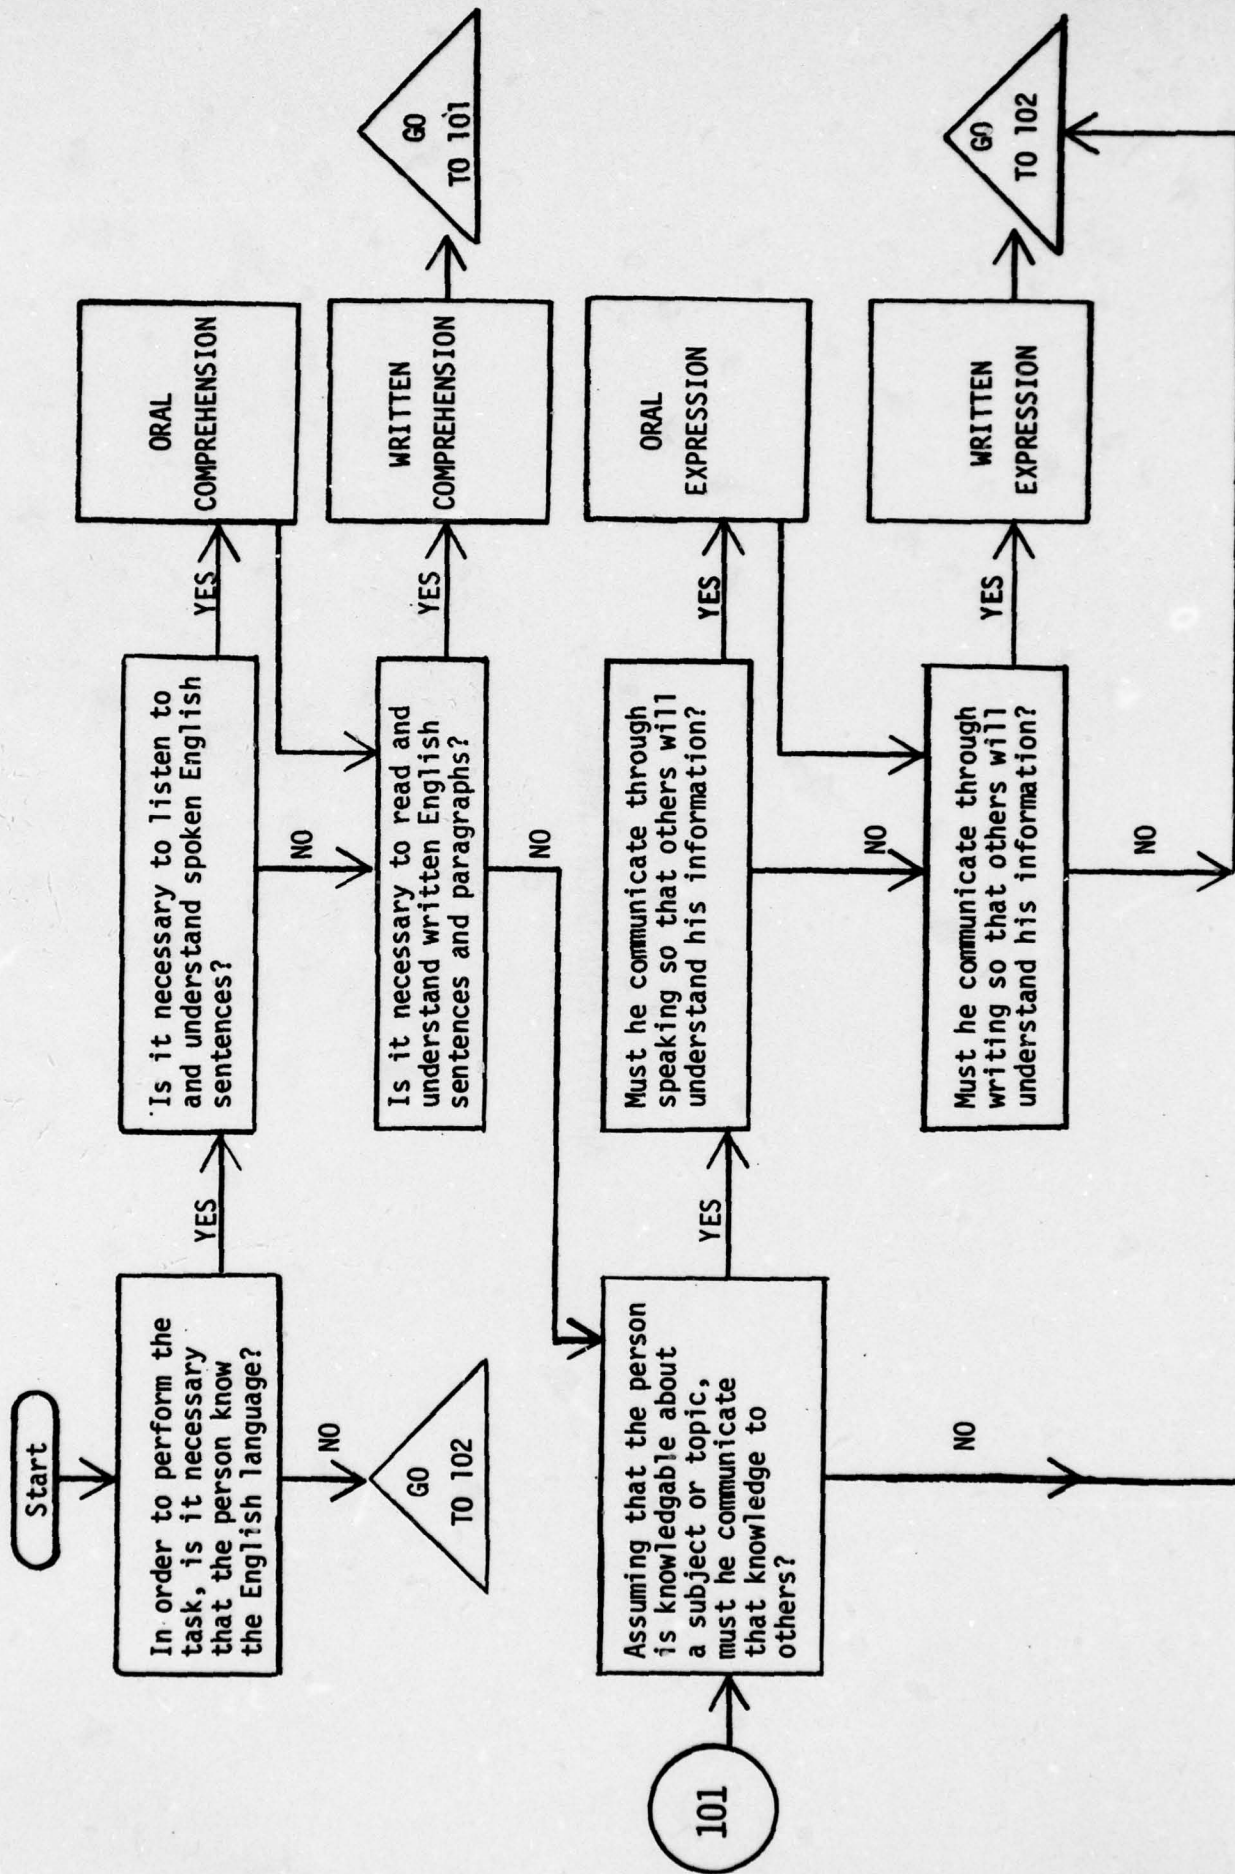 Start
In order to perform the
task, is it necessary
that the person know
the English language?
YES
NO
GO
TO 102
Is it necessary to listen to
and understand spoken English
sentences?
YES
NO
ORAL
COMPREHENSION
Is it necessary to read and
understand written English
sentences and paragraphs?
YES
NO
WRITTEN
COMPREHENSION
GO
TO 101
101
Assuming that the person
is knowledgable about
a subject or topic,
must he communicate
that knowledge to
others?
YES
NO
Must he communicate through
speaking so that others will
understand his information?
YES
NO
ORAL
EXPRESSION
Must he communicate through
writing so that others will
understand his information?
YES
NO
WRITTEN
EXPRESSION
GO
TO 102